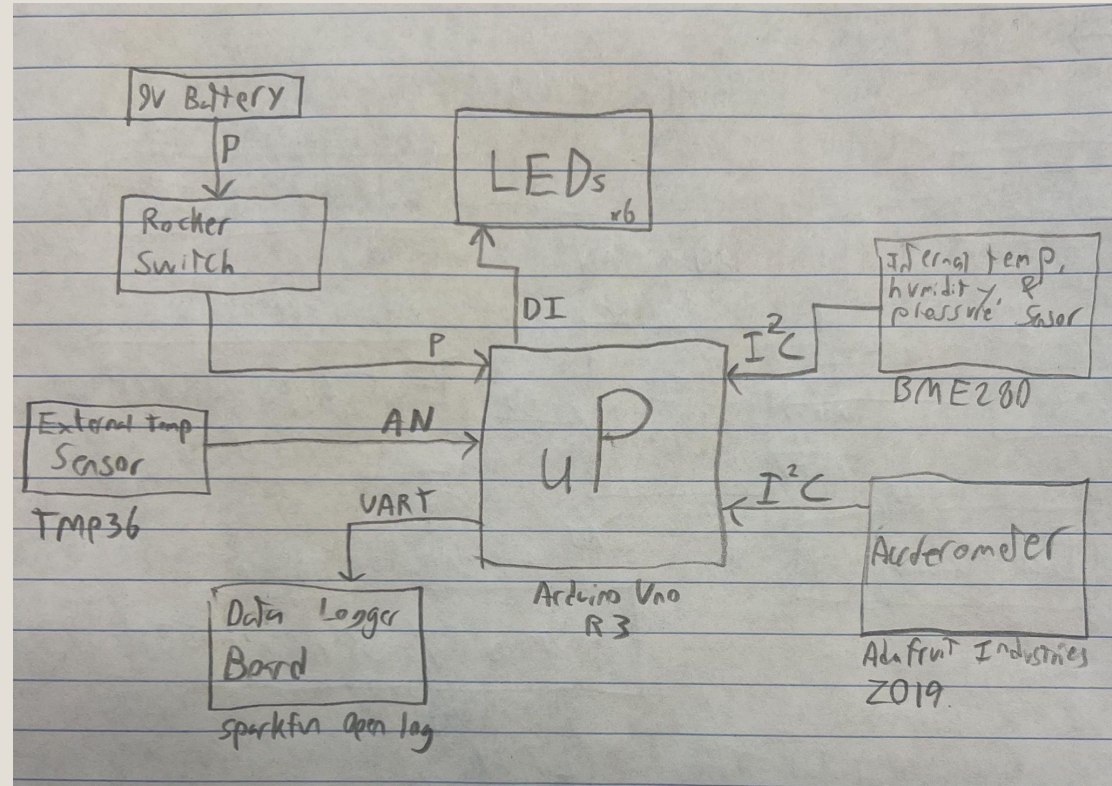 9V Battery
P
Rocker
Switch
LEDs
x6
DI
P
Internal temp,
humidity, &
pressure sensor
I²C
BME280
External temp
Sensor
TMP36
AN
uP
UART
I²C
Accelerometer
Arduino Uno
R3
Data Logger
Board
sparkfun Open log
Adafruit Industries
2019.